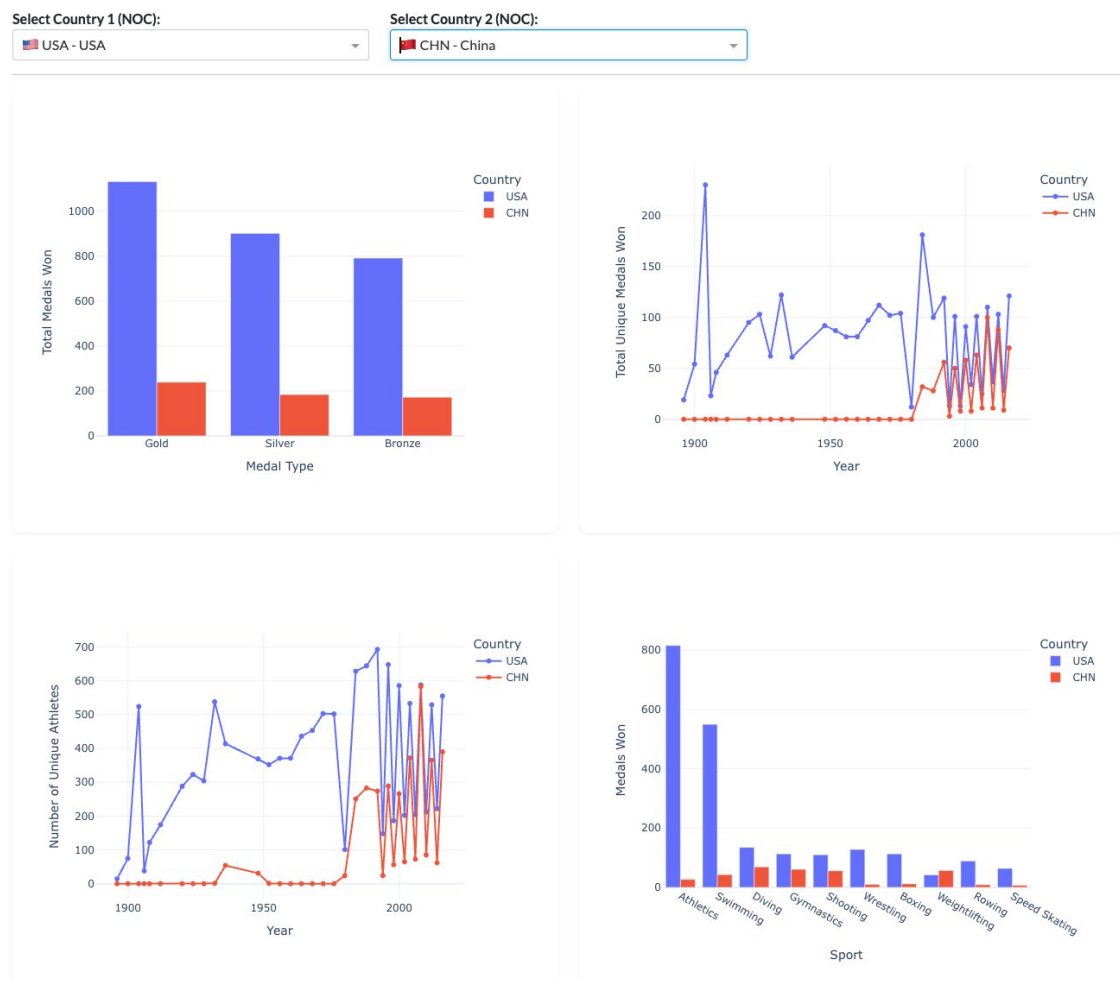 Select Country 1 (NOC):
Select Country 2 (NOC):
🇺🇸 USA - USA
🇨🇳 CHN - China
Country
USA
CHN
1000
800
600
400
200
0
Total Medals Won
Gold
Silver
Bronze
Medal Type
Country
USA
CHN
200
150
100
50
0
Total Unique Medals Won
1900
1950
2000
Year
Country
USA
CHN
700
600
500
400
300
200
100
0
Number of Unique Athletes
1900
1950
2000
Year
Country
USA
CHN
800
600
400
200
0
Medals Won
Athletics
Swimming
Diving
Gymnastics
Shooting
Wrestling
Boxing
Weightlifting
Rowing
Speed Skating
Sport